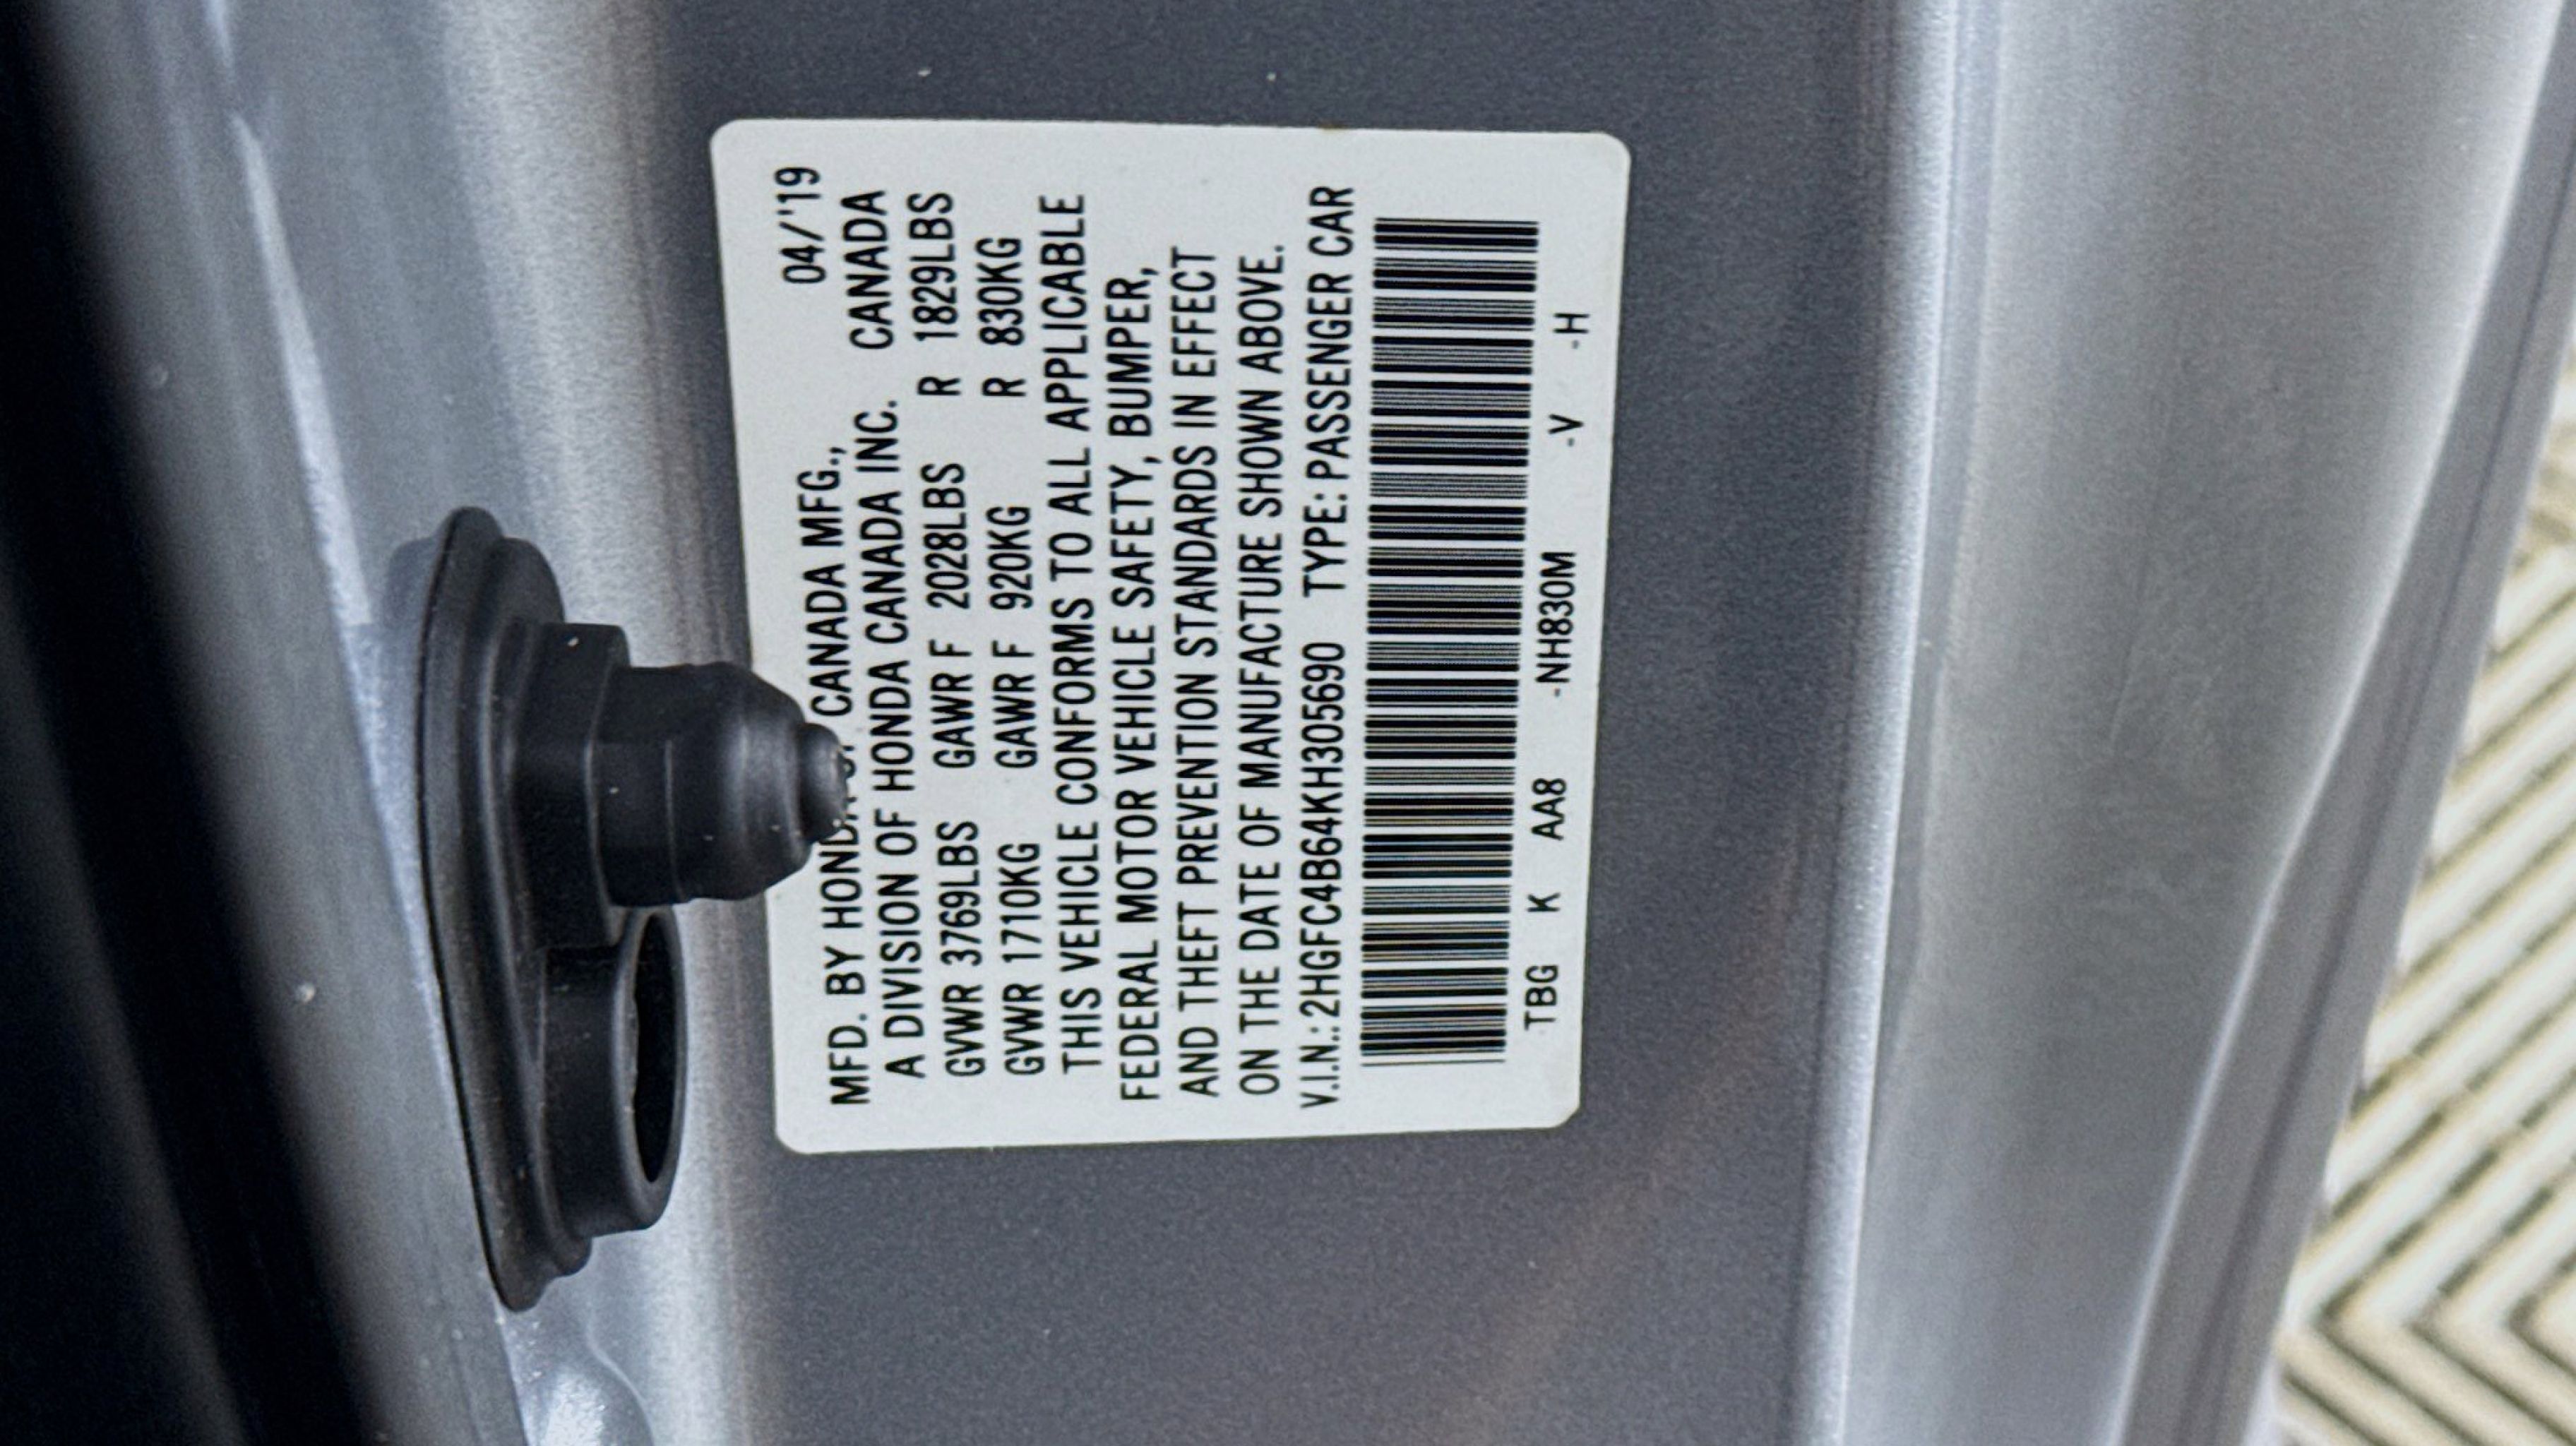 04/'19
MFD. BY HONDA OF CANADA MFG.,
A DIVISION OF HONDA CANADA INC. CANADA
GVWR 3769LBS GAWR F 2028LBS R 1829LBS
GVWR 1710KG GAWR F 920KG R 830KG
THIS VEHICLE CONFORMS TO ALL APPLICABLE
FEDERAL MOTOR VEHICLE SAFETY, BUMPER,
AND THEFT PREVENTION STANDARDS IN EFFECT
ON THE DATE OF MANUFACTURE SHOWN ABOVE.
V.I.N.: 2HGFC4B64KH305690 TYPE: PASSENGER CAR
TBG K AA8 -NH830M -V -H